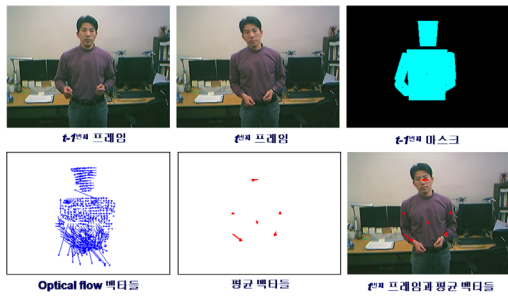 t-1번째 프레임
t번째 프레임
t-1번째 마스크
Optical flow 벡터들
평균 벡터들
t번째 프레임과 평균 벡터들